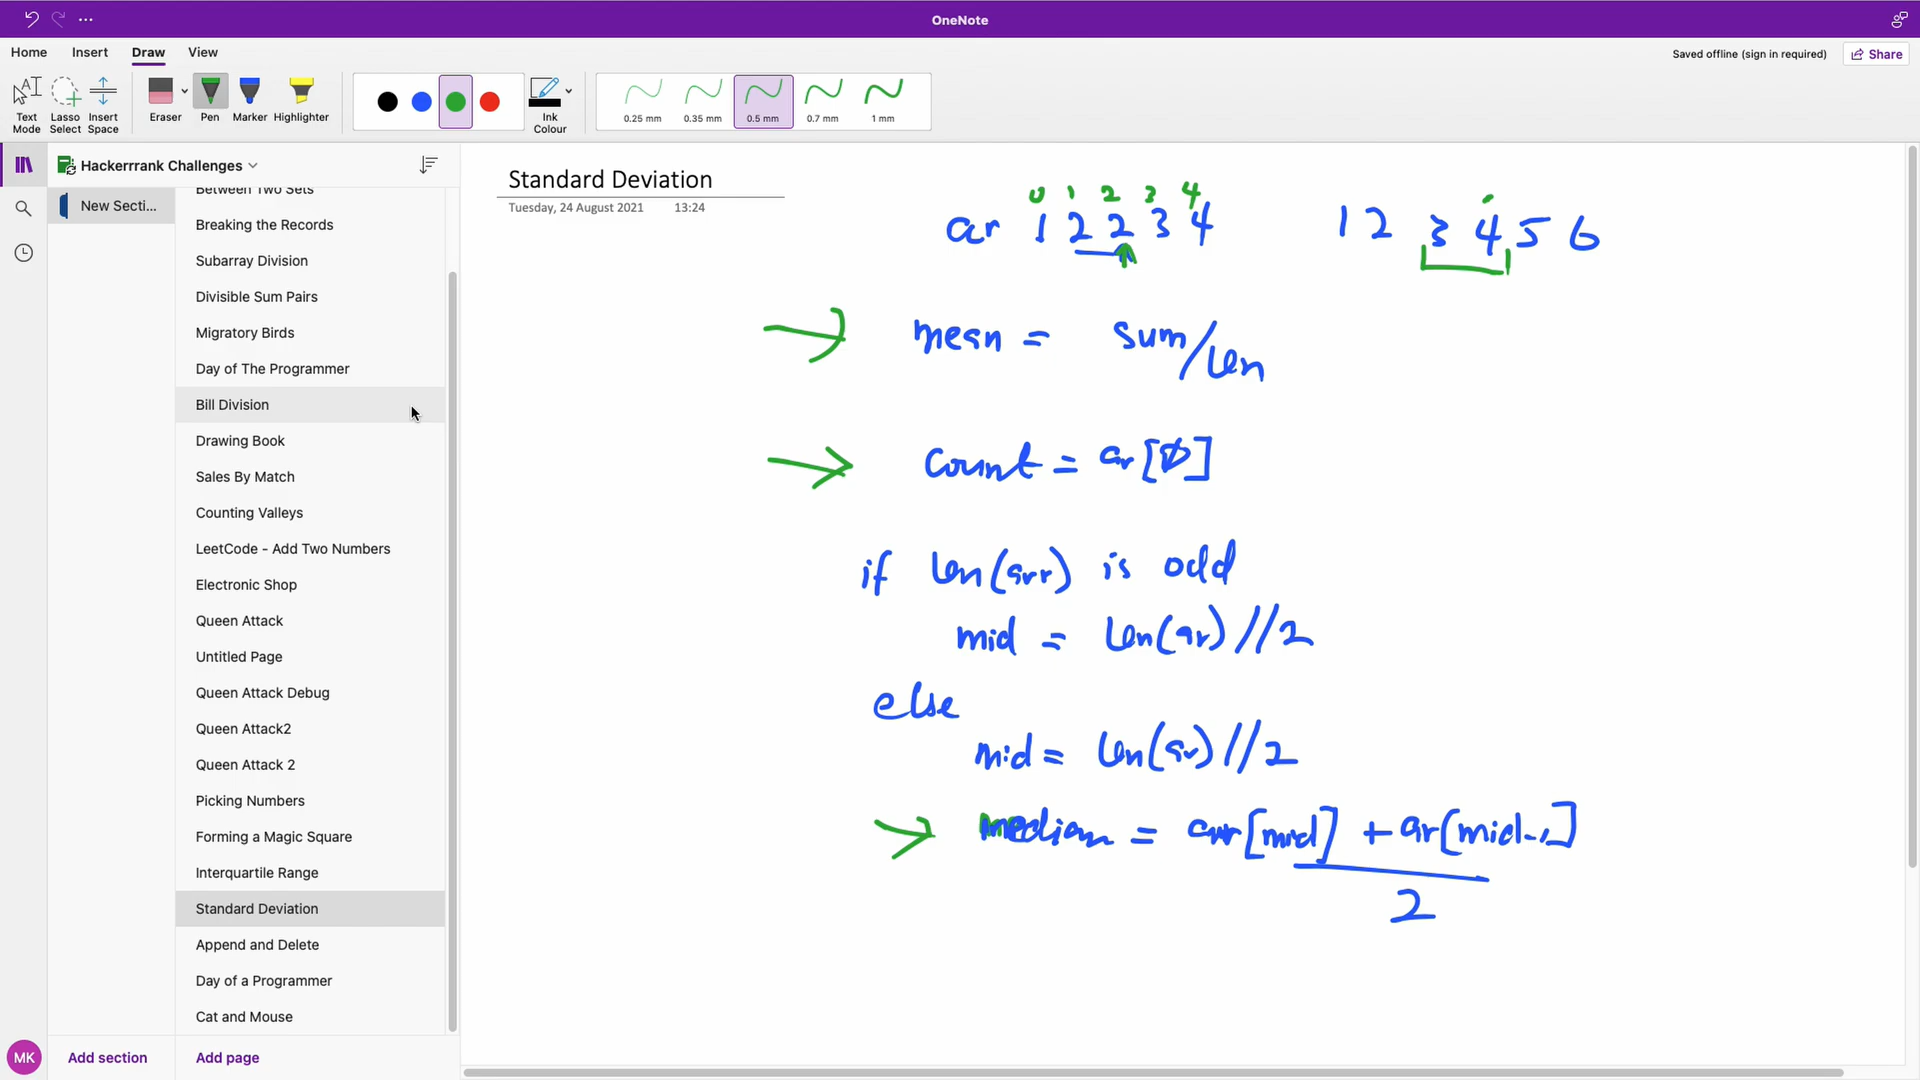 OneNote
Home Insert Draw View
Saved offline (sign in required) Share
Text Mode
Lasso Select
Insert Space
Eraser
Pen
Marker
Highlighter
Ink Colour
0.25 mm
0.35 mm
0.5 mm
0.7 mm
1 mm
Hackerrrank Challenges
New Secti...
Between Two Sets
Breaking the Records
Subarray Division
Divisible Sum Pairs
Migratory Birds
Day of The Programmer
Bill Division
Drawing Book
Sales By Match
Counting Valleys
LeetCode - Add Two Numbers
Electronic Shop
Queen Attack
Untitled Page
Queen Attack Debug
Queen Attack2
Queen Attack 2
Picking Numbers
Forming a Magic Square
Interquartile Range
Standard Deviation
Append and Delete
Day of a Programmer
Cat and Mouse
MK
Add section
Add page
Standard Deviation
Tuesday, 24 August 2021 13:24
0 1 2 3 4
ar 1 2 2 3 4 1 2 3 4 5 6
mean = sum/len
count = ar[0]
if len(arr) is odd
mid = len(ar)//2
else
mid = len(ar)//2
median = arr[mid] + ar[mid-1]
2